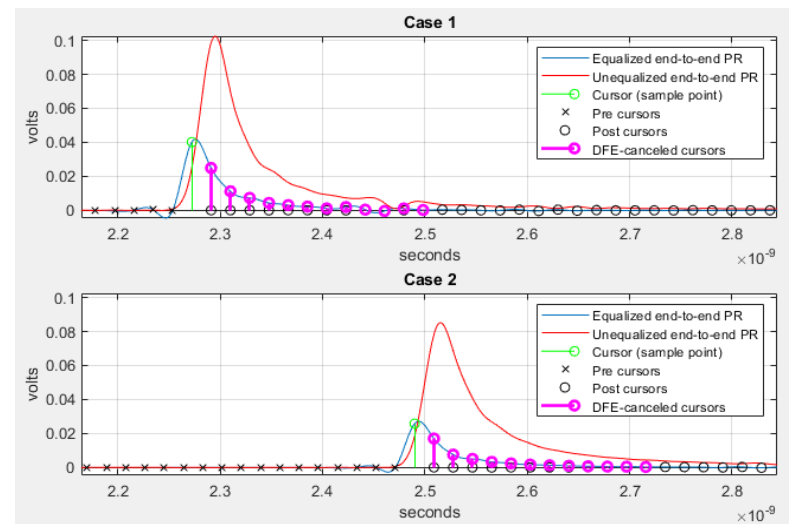 Case 1
volts
0.1
0.08
0.06
0.04
0.02
0
Equalized end-to-end PR
Unequalized end-to-end PR
Cursor (sample point)
Pre cursors
Post cursors
DFE-canceled cursors
2.2 2.3 2.4 2.5 2.6 2.7 2.8
seconds
×10⁻⁹
Case 2
volts
0.1
0.08
0.06
0.04
0.02
0
Equalized end-to-end PR
Unequalized end-to-end PR
Cursor (sample point)
Pre cursors
Post cursors
DFE-canceled cursors
2.2 2.3 2.4 2.5 2.6 2.7 2.8
seconds
×10⁻⁹